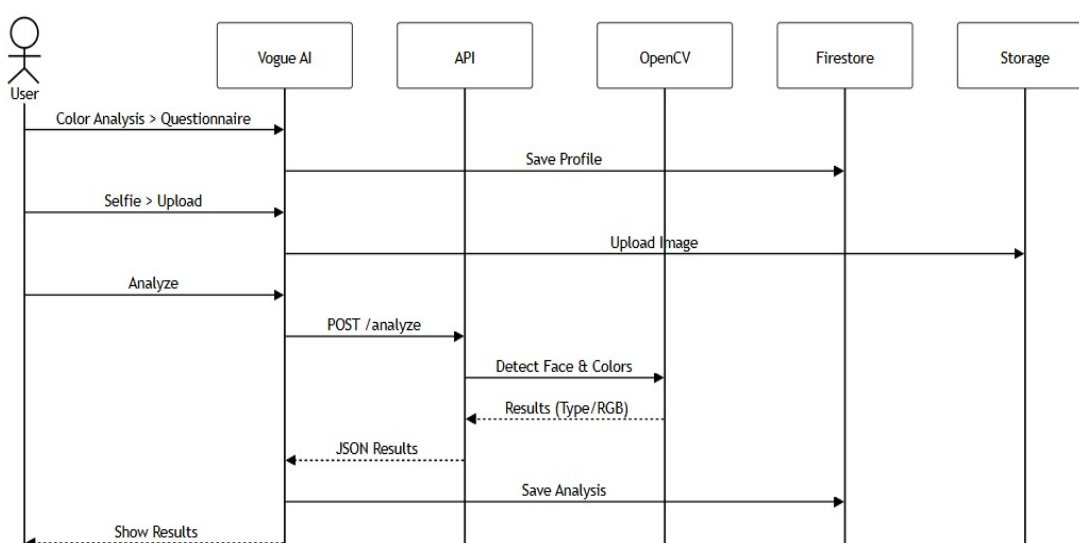 Vogue AI
API
OpenCV
Firestore
Storage
User
Color Analysis > Questionnaire
Save Profile
Selfie > Upload
Upload Image
Analyze
POST /analyze
Detect Face & Colors
Results (Type/RGB)
JSON Results
Save Analysis
Show Results